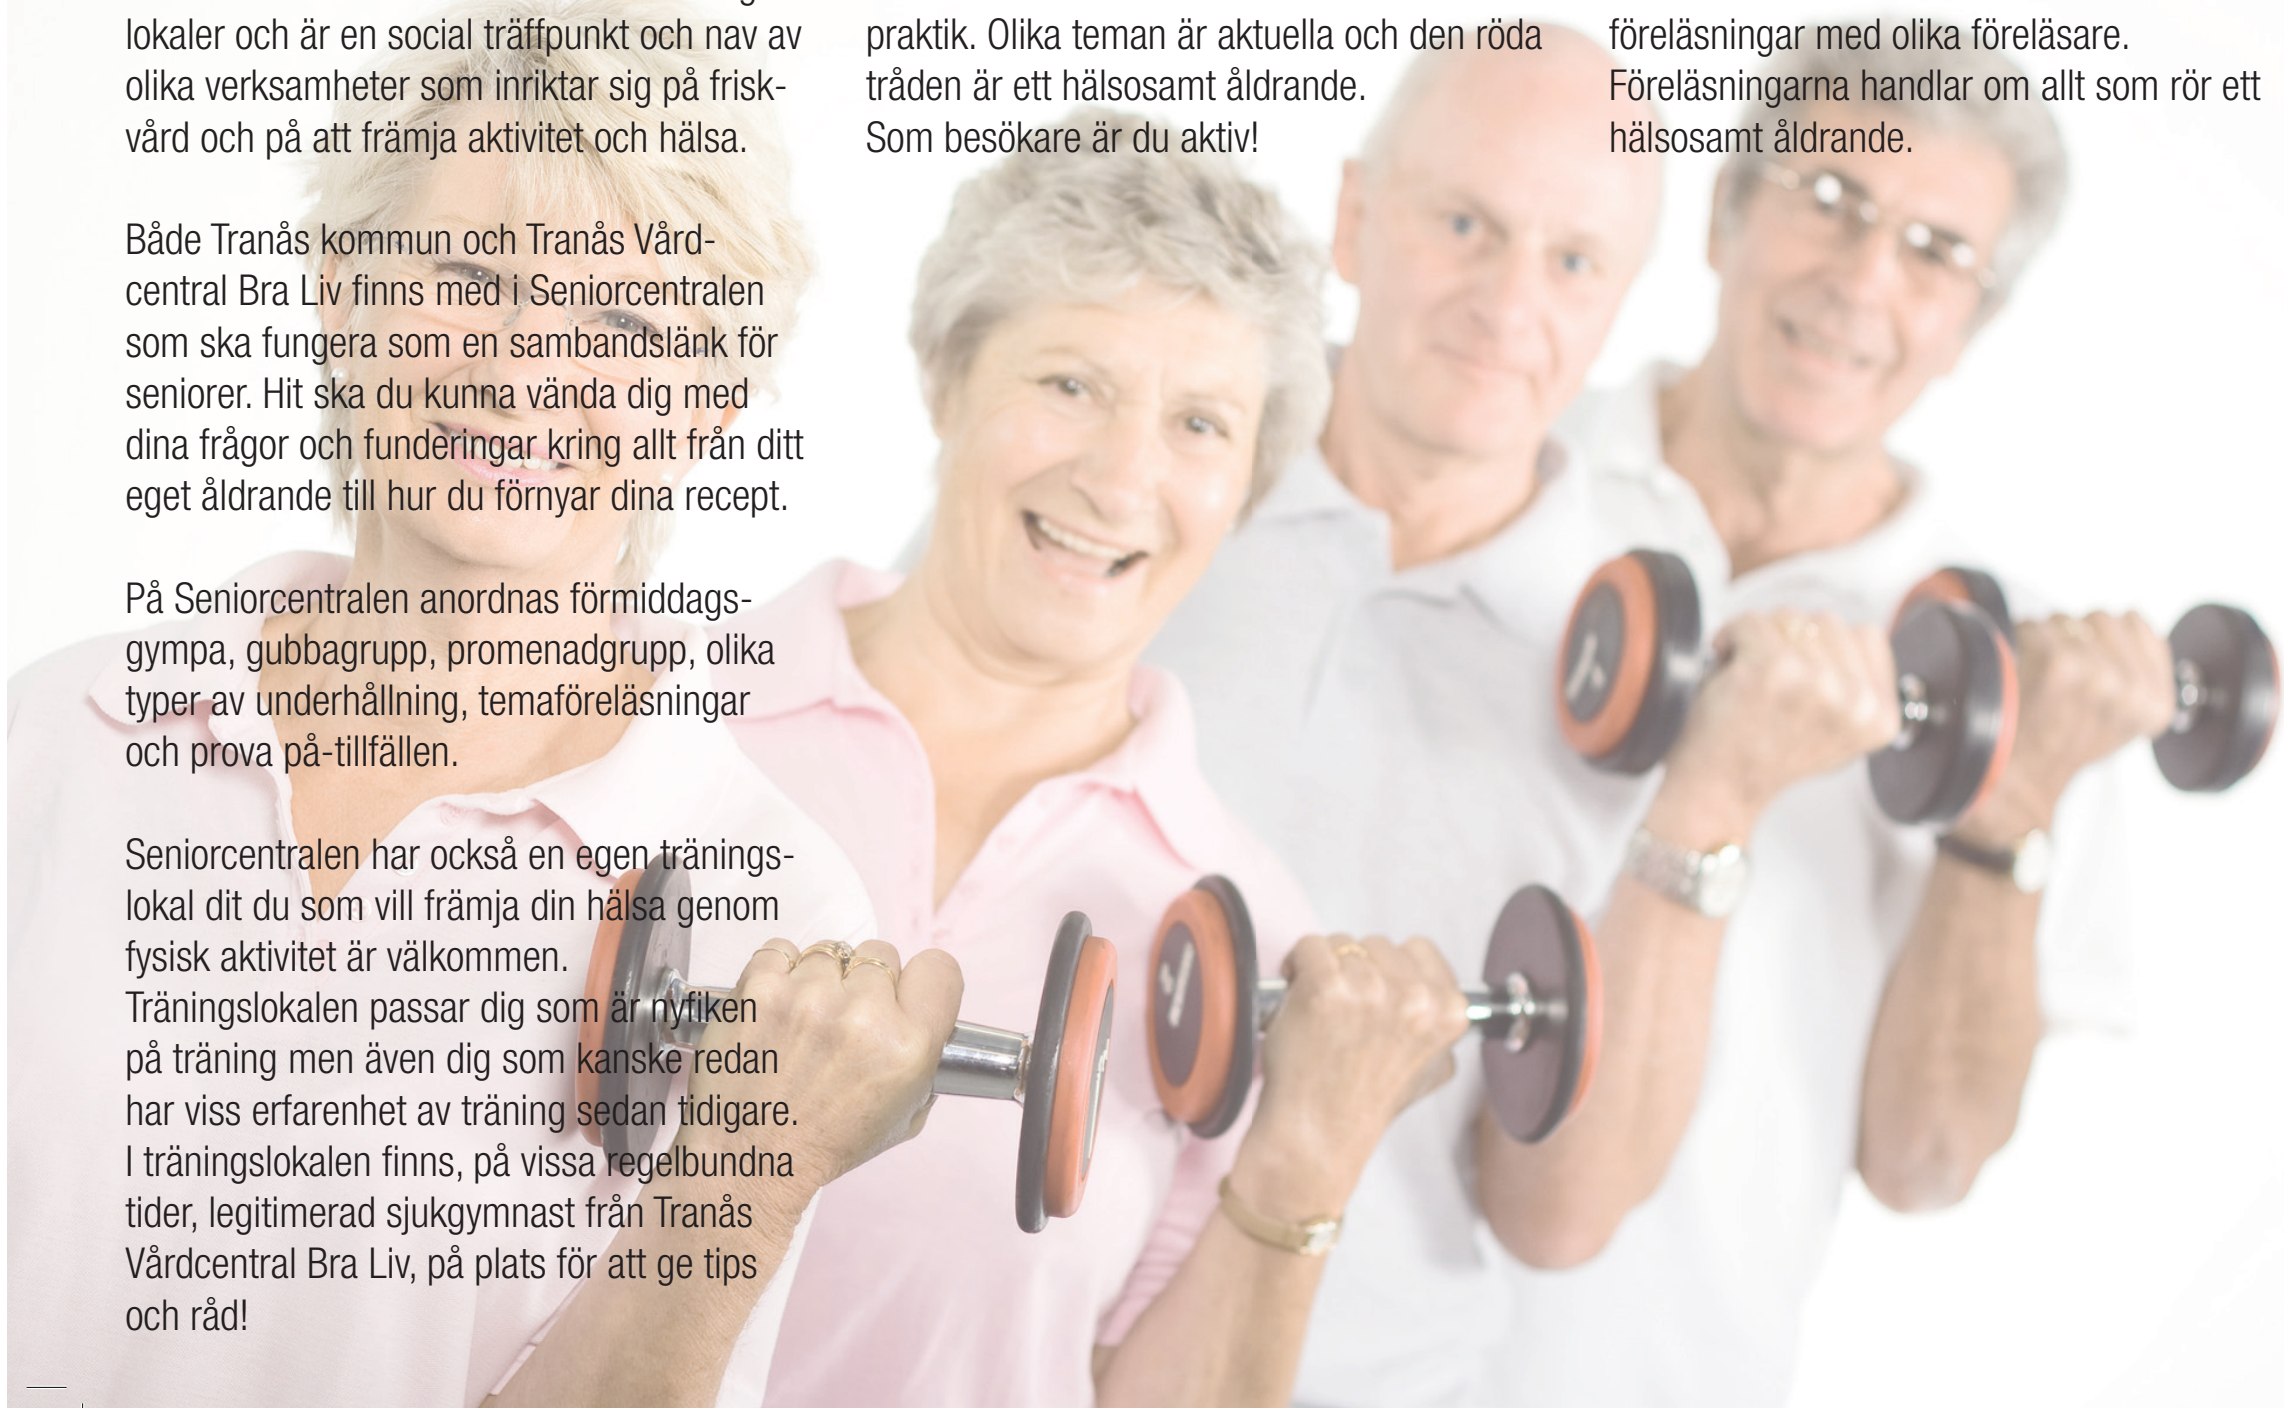 lokaler och är en social träffpunkt och nav av
olika verksamheter som inriktar sig på frisk-
vård och på att främja aktivitet och hälsa.
Både Tranås kommun och Tranås Vård-
central Bra Liv finns med i Seniorcentralen
som ska fungera som en sambandslänk för
seniorer. Hit ska du kunna vända dig med
dina frågor och funderingar kring allt från ditt
eget åldrande till hur du förnyar dina recept.
På Seniorcentralen anordnas förmiddags-
gympa, gubbagrupp, promenadgrupp, olika
typer av underhållning, temaföreläsningar
och prova på-tillfällen.
Seniorcentralen har också en egen tränings-
lokal dit du som vill främja din hälsa genom
fysisk aktivitet är välkommen.
Träningslokalen passar dig som är nyfiken
på träning men även dig som kanske redan
har viss erfarenhet av träning sedan tidigare.
I träningslokalen finns, på vissa regelbundna
tider, legitimerad sjukgymnast från Tranås
Vårdcentral Bra Liv, på plats för att ge tips
och råd!
praktik. Olika teman är aktuella och den röda
tråden är ett hälsosamt åldrande.
Som besökare är du aktiv!
föreläsningar med olika föreläsare.
Föreläsningarna handlar om allt som rör ett
hälsosamt åldrande.